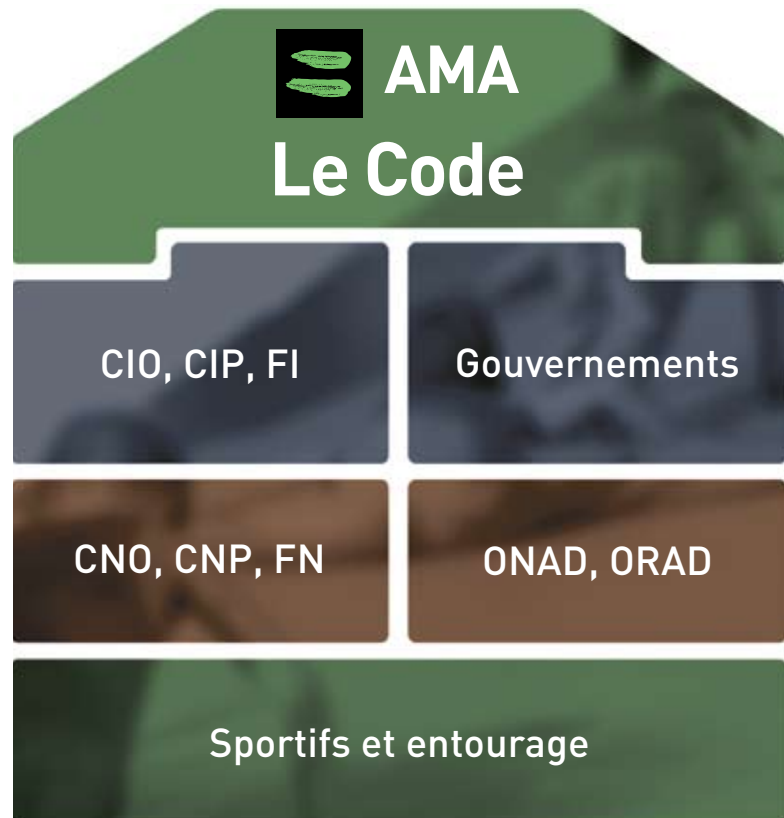 AMA
Le Code
CIO, CIP, FI
Gouvernements
CNO, CNP, FN
ONAD, ORAD
Sportifs et entourage